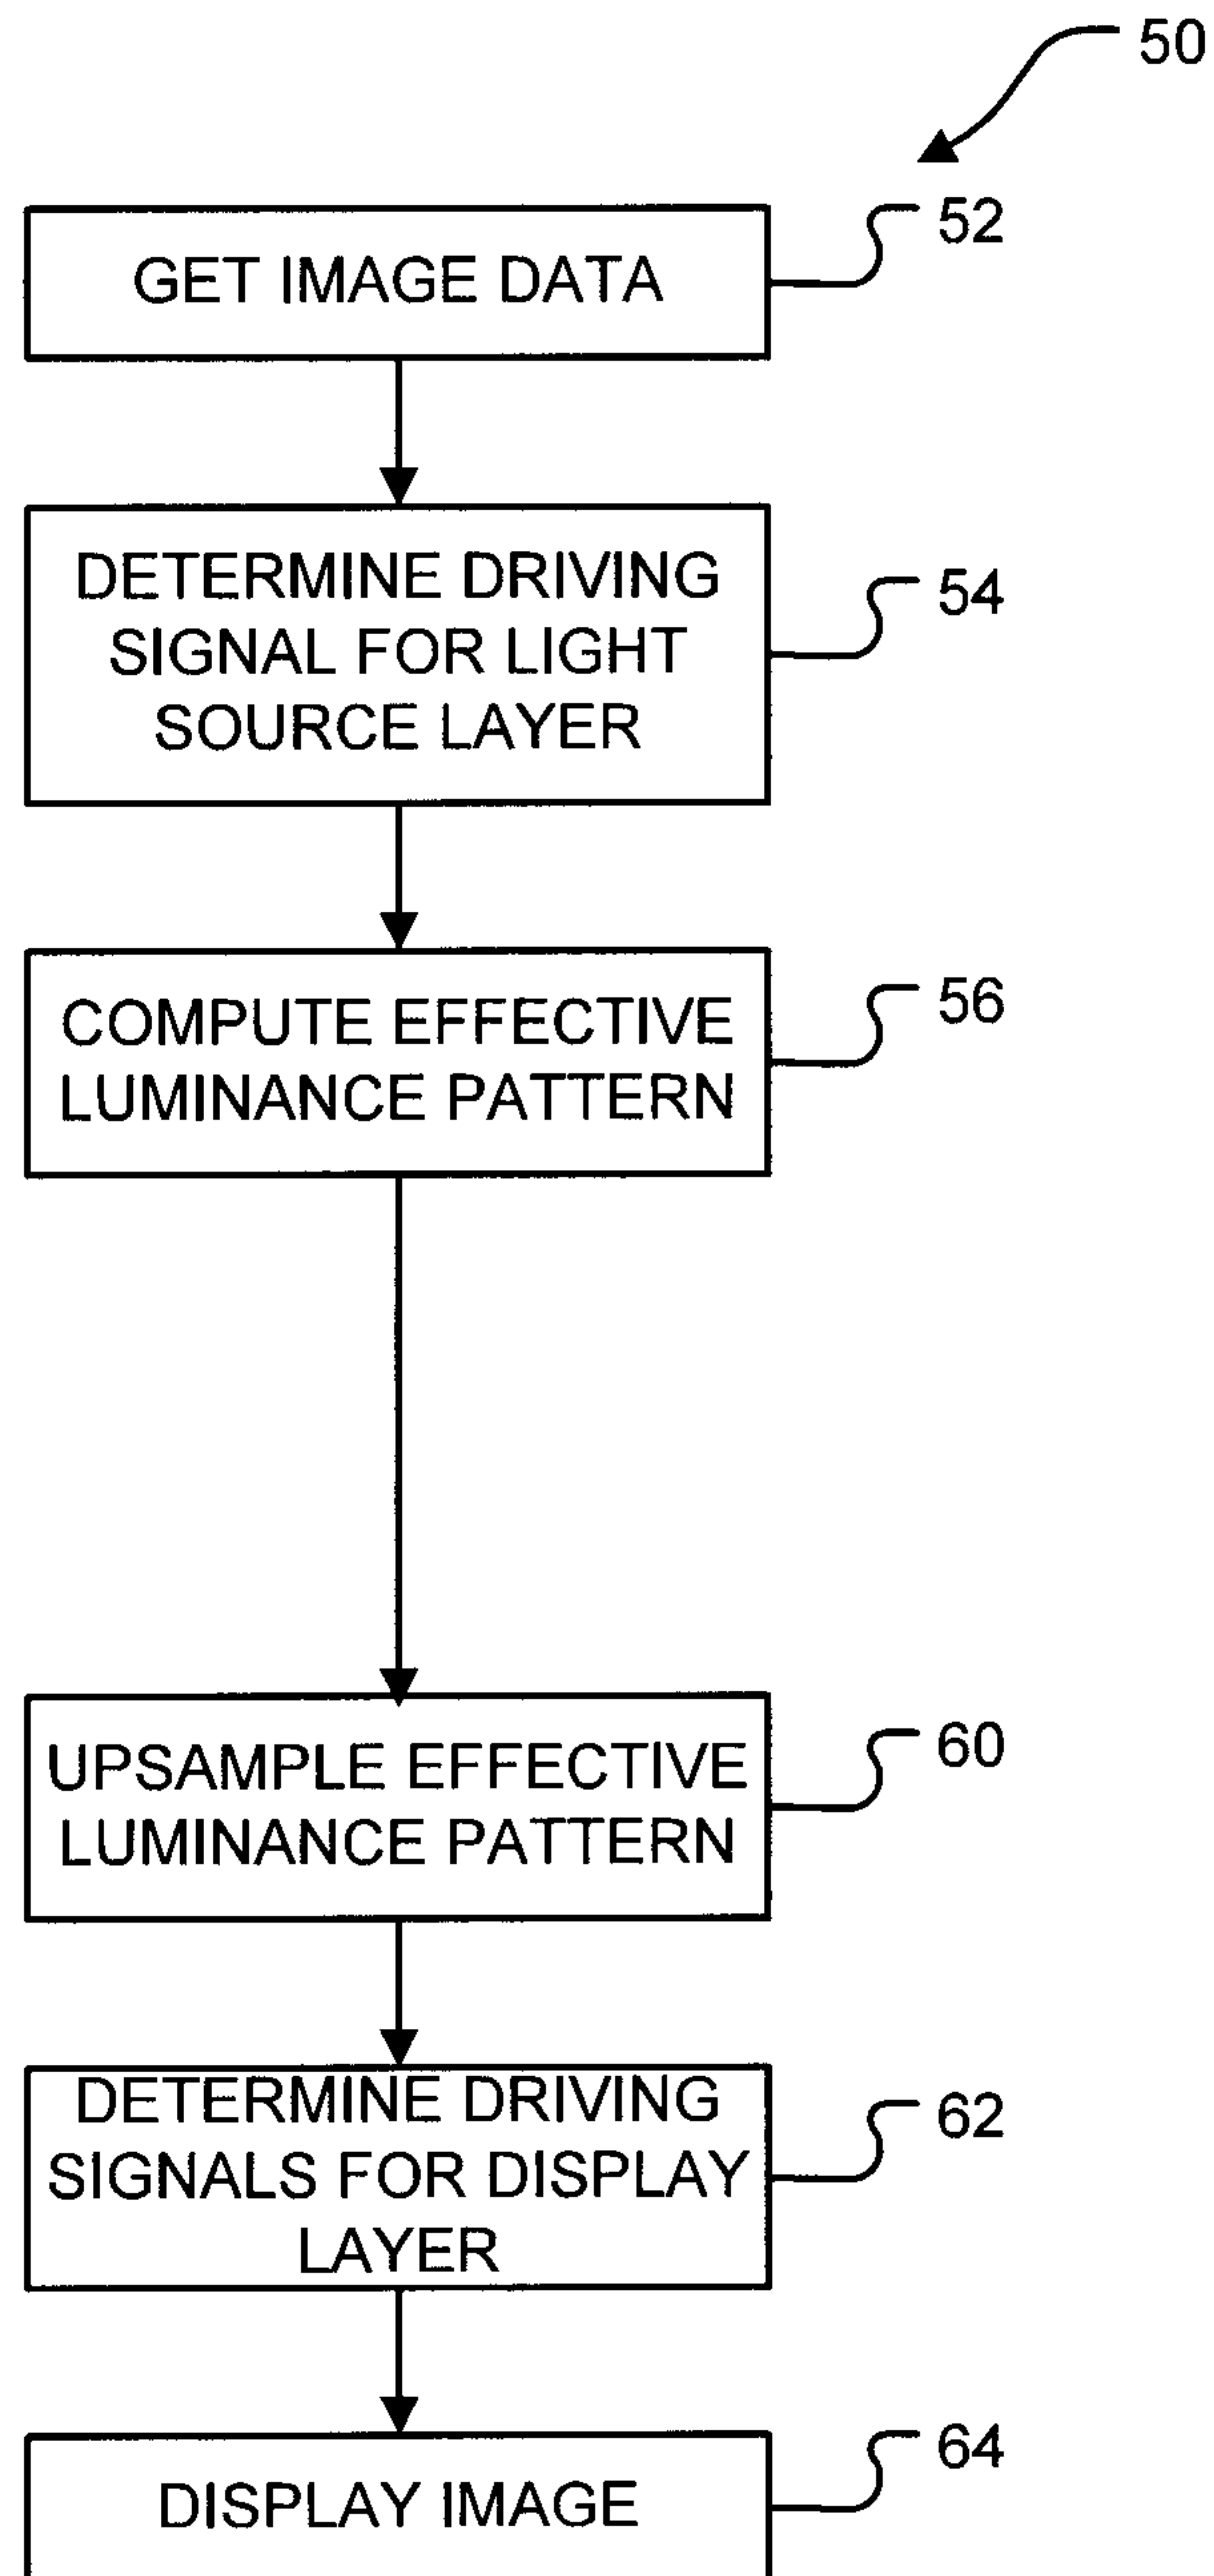 50
GET IMAGE DATA
52
DETERMINE DRIVING
SIGNAL FOR LIGHT
SOURCE LAYER
54
COMPUTE EFFECTIVE
LUMINANCE PATTERN
56
UPSAMPLE EFFECTIVE
LUMINANCE PATTERN
60
DETERMINE DRIVING
SIGNALS FOR DISPLAY
LAYER
62
DISPLAY IMAGE
64